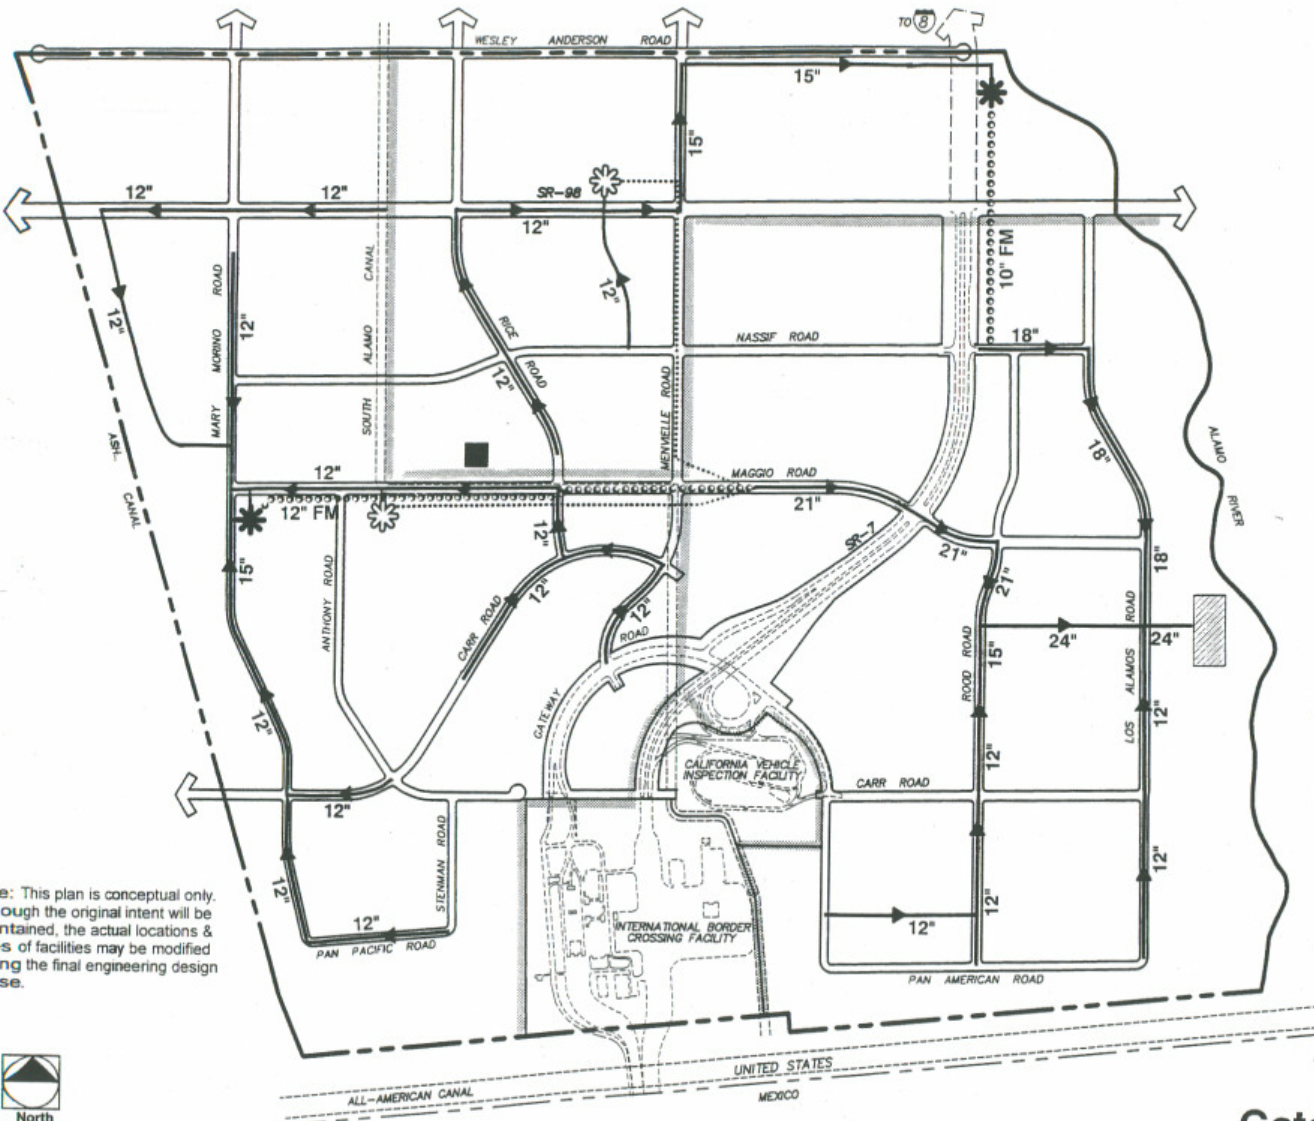 TO 8
WESLEY ANDERSON ROAD
15"
15"
12"
12"
SR-98
12"
10" FM
12"
12"
12"
MARY MORINO ROAD
SOUTH ALAMO CANAL
RICE ROAD
12"
NASSIF ROAD
18"
MENVIELLE ROAD
18"
ALAMO RIVER
ASH CANAL
12"
MAGGIO ROAD
21"
12" FM
12"
SR-7
21"
18"
15"
ANTHONY ROAD
12"
21"
CARR ROAD
12"
ROAD
24"
24"
15"
ROOD ROAD
LOS ALAMOS ROAD
12"
GATEWAY
12"
12"
CALIFORNIA VEHICLE
INSPECTION FACILITY
CARR ROAD
12"
STENMAN ROAD
12"
12"
12"
12"
12"
PAN PACIFIC ROAD
INTERNATIONAL BORDER
CROSSING FACILITY
PAN AMERICAN ROAD
e: This plan is conceptual only.
ough the original intent will be
ntained, the actual locations &
es of facilities may be modified
ng the final engineering design
se.
North
ALL-AMERICAN CANAL
UNITED STATES
MEXICO